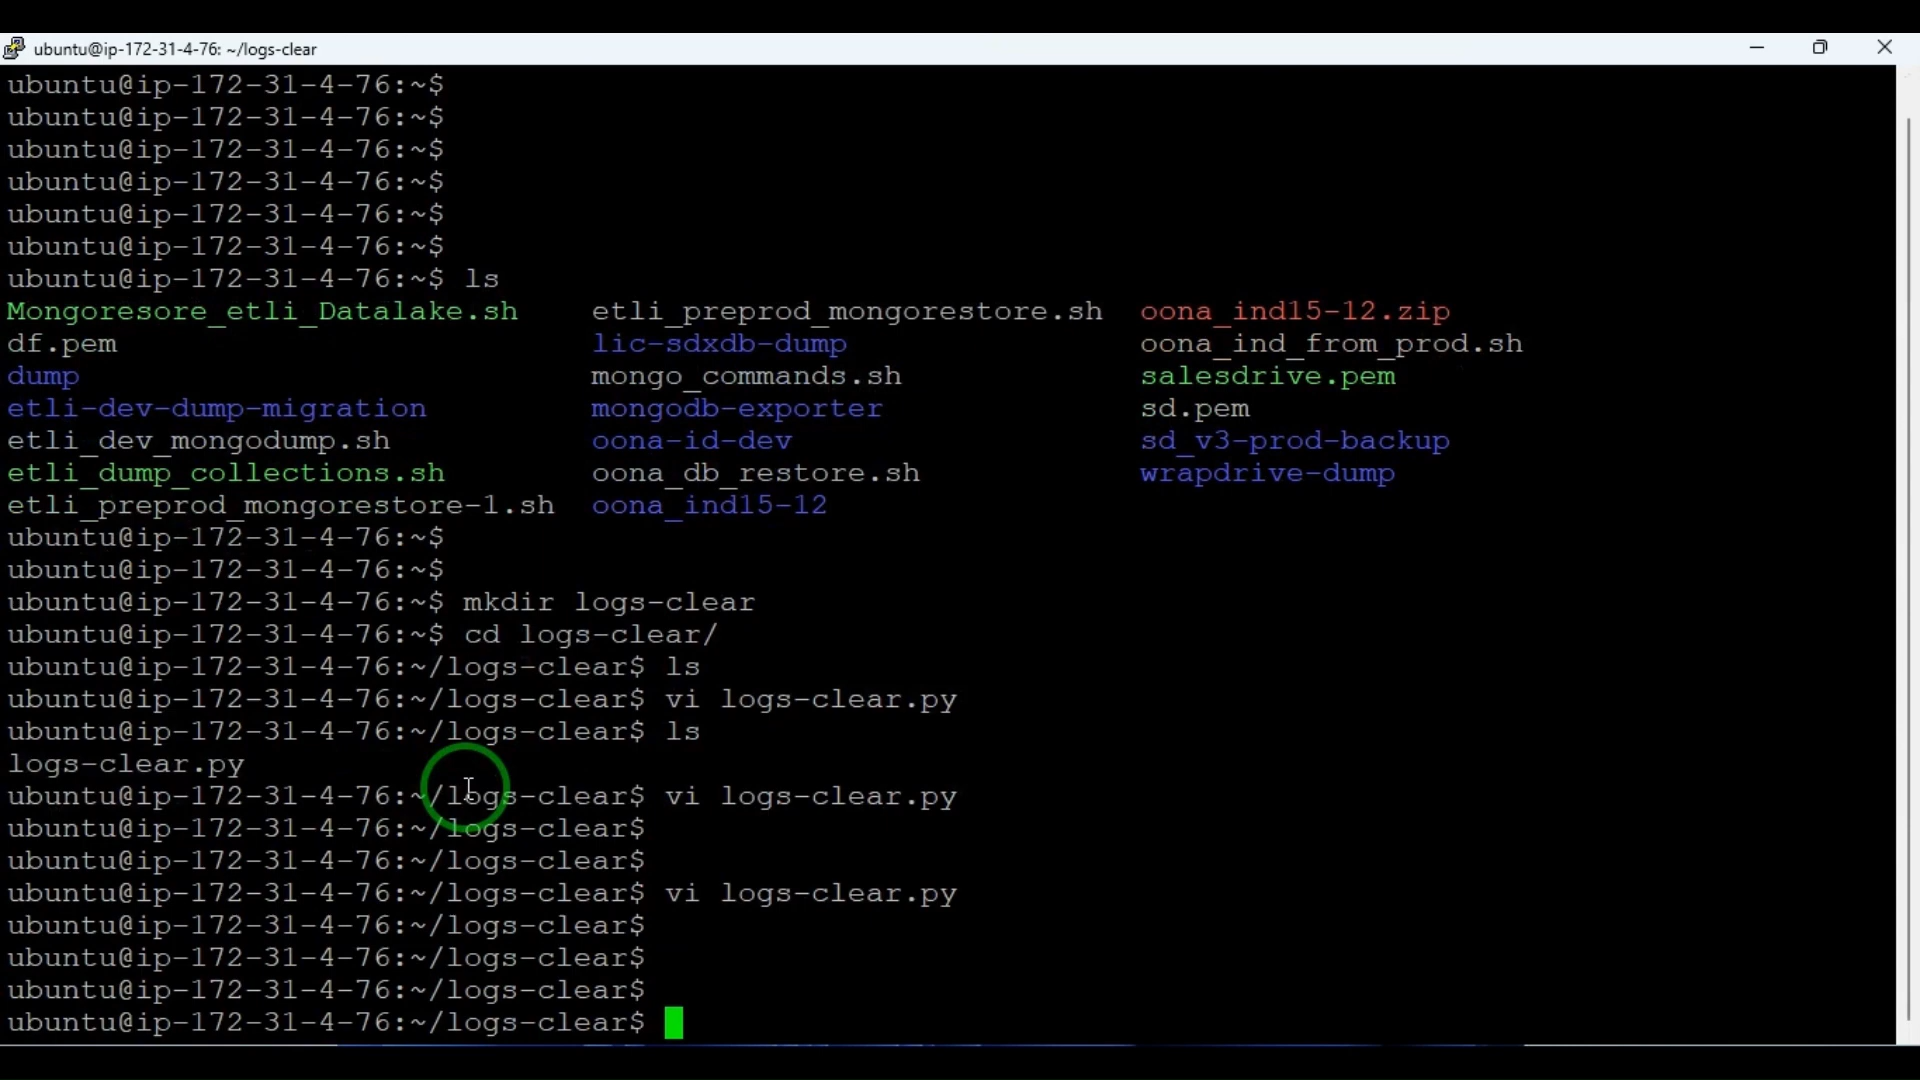 ubuntu@ip-172-31-4-76: ~/logs-clear
ubuntu@ip-172-31-4-76:~$
ubuntu@ip-172-31-4-76:~$
ubuntu@ip-172-31-4-76:~$
ubuntu@ip-172-31-4-76:~$
ubuntu@ip-172-31-4-76:~$
ubuntu@ip-172-31-4-76:~$
ubuntu@ip-172-31-4-76:~$ ls
Mongoresore_etli_Datalake.sh etli_preprod_mongorestore.sh oona_ind15-12.zip
df.pem lic-sdxdb-dump oona_ind_from_prod.sh
dump mongo_commands.sh salesdrive.pem
etli-dev-dump-migration mongodb-exporter sd.pem
etli_dev_mongodump.sh oona-id-dev sd_v3-prod-backup
etli_dump_collections.sh oona_db_restore.sh wrapdrive-dump
etli_preprod_mongorestore-1.sh oona_ind15-12
ubuntu@ip-172-31-4-76:~$
ubuntu@ip-172-31-4-76:~$
ubuntu@ip-172-31-4-76:~$ mkdir logs-clear
ubuntu@ip-172-31-4-76:~$ cd logs-clear/
ubuntu@ip-172-31-4-76:~/logs-clear$ ls
ubuntu@ip-172-31-4-76:~/logs-clear$ vi logs-clear.py
ubuntu@ip-172-31-4-76:~/logs-clear$ ls
logs-clear.py
ubuntu@ip-172-31-4-76:~/logs-clear$ vi logs-clear.py
ubuntu@ip-172-31-4-76:~/logs-clear$
ubuntu@ip-172-31-4-76:~/logs-clear$
ubuntu@ip-172-31-4-76:~/logs-clear$ vi logs-clear.py
ubuntu@ip-172-31-4-76:~/logs-clear$
ubuntu@ip-172-31-4-76:~/logs-clear$
ubuntu@ip-172-31-4-76:~/logs-clear$
ubuntu@ip-172-31-4-76:~/logs-clear$